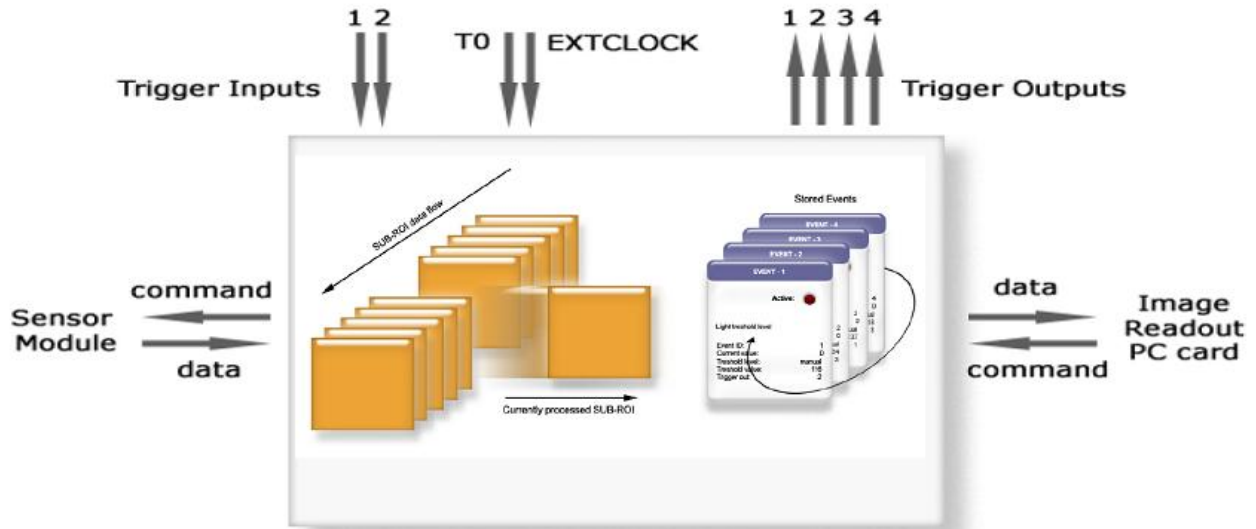 1 2
T0
EXTCLOCK
1 2 3 4
Trigger Inputs
Trigger Outputs
SUB-ROI data flow
Stored Events
EVENT - 4
EVENT - 3
EVENT - 2
EVENT - 1
Active:
command
Sensor
Module
data
Light treshold level
Event ID: 1
Current value: 0
Treshold level: manual
Treshold value: 116
Trigger out: 2
Currently processed SUB-ROI
data
Image
Readout
PC card
command